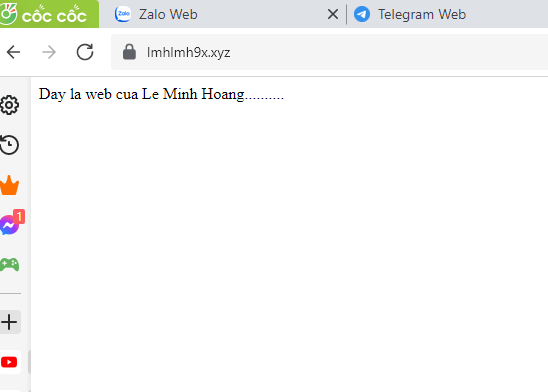 cốc cốc
Zalo
Zalo Web
Telegram Web
lmhlmh9x.xyz
Day la web cua Le Minh Hoang..........
1